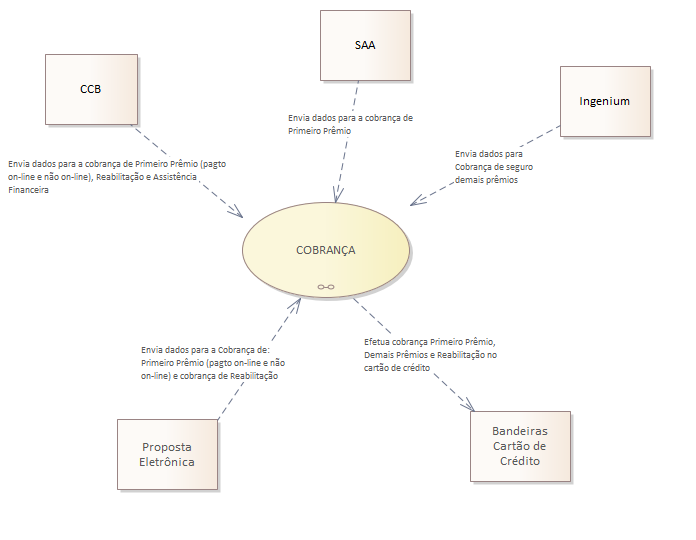 SAA
CCB
Ingenium
Envia dados para a cobrança de
Primeiro Prêmio
Envia dados para a cobrança de Primeiro Prêmio (pagto
on-line e não on-line), Reabilitação e Assistência
Financeira
Envia dados para
Cobrança de seguro
demais prêmios
COBRANÇA
Envia dados para a Cobrança de:
Primeiro Prêmio (pagto on-line e não
on-line) e cobrança de Reabilitação
Efetua cobrança Primeiro Prêmio,
Demais Prêmios e Reabilitação no
cartão de crédito
Proposta
Eletrônica
Bandeiras
Cartão de
Crédito